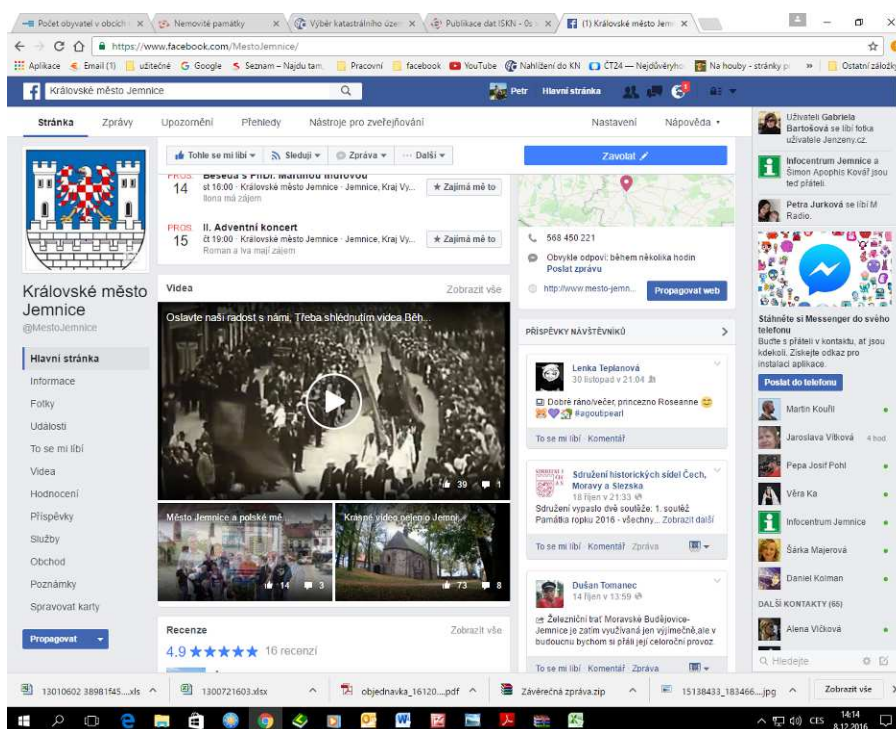 Počet obyvatel v obcích
Nemovité památky
Výběr katastrálního územ
Publikace dat ISKN - 0s
(1) Královské město Jem
https://www.facebook.com/MestoJemnice/
Aplikace
Email (1)
užitečné
Google
Seznam – Najdu tam,
Pracovní
facebook
YouTube
Nahlížení do KN
ČT24 — Nejdůvěryho
Na houby - stránky p
»
Ostatní záložky
Královské město Jemnice
Petr
Hlavní stránka
Stránka
Zprávy
Upozornění
Přehledy
Nástroje pro zveřejňování
Nastavení
Nápověda
Tohle se mi líbí
Sleduji
Zpráva
··· Další
Zavolat
Královské město
Jemnice
@MestoJemnice
Hlavní stránka
Informace
Fotky
Události
To se mi líbí
Videa
Hodnocení
Příspěvky
Služby
Obchod
Poznámky
Spravovat karty
Propagovat
PROS.
14
Beseda s PhDr. Martinou Indrovou
st 16:00 · Královské město Jemnice · Jemnice, Kraj Vy...
Ilona má zájem
★ Zajímá mě to
PROS.
15
II. Adventní koncert
čt 19:00 · Královské město Jemnice · Jemnice, Kraj Vy...
Roman a Iva mají zájem
★ Zajímá mě to
Videa
Zobrazit vše
Oslavte naší radost s námi, Třeba shlédnutím videa Běh...
39
1
Město Jemnice a polské mě...
14
3
Krásné video nejen o Jemni...
73
8
Recenze
Zobrazit vše
4.9 ★★★★★ 16 recenzí
568 450 221
Obvykle odpoví: během několika hodin
Poslat zprávu
http://www.mesto-jemn...
Propagovat web
PŘÍSPĚVKY NÁVŠTĚVNÍKŮ
Lenka Teplanová
30 listopad v 21:04
Dobré ráno/večer, princezno Roseanne 😊
#agoutipearl
To se mi líbí · Komentář
Sdružení historických sídel Čech,
Moravy a Slezska
18 říjen v 21:33
Sdružení vypsalo dvě soutěže: 1. soutěž
Památka ropku 2016 - všechny... Zobrazit další
To se mi líbí · Komentář · Zpráva
Dušan Tomanec
14 říjen v 13:59
Železniční trať Moravské Budějovice-
Jemnice je zatím využívaná jen výjimečně,ale v
budoucnu bychom si přáli její celoroční provoz.
To se mi líbí · Komentář · Zpráva
Uživateli Gabriela
Bartošová se líbí fotka
uživatele Jenzeny.cz.
Infocentrum Jemnice a
Šimon Apophis Kovář jsou
teď přáteli.
Petra Jurková se líbí M
Radio.
Stáhněte si Messenger do svého
telefonu
Buďte s přáteli v kontaktu, ať jsou
kdekoli. Získejte odkaz pro
instalaci aplikace.
Poslat do telefonu
Martin Kouřil
Jaroslava Vítková
4 hod.
Pepa Josif Pohl
Věra Ka
Infocentrum Jemnice
Šárka Majerová
Daniel Kolman
DALŠÍ KONTAKTY (65)
Alena Vlčková
Hledejte
13010602 38981f45....xls
1300721603.xlsx
objednavka_16120....pdf
Závěrečná zpráva.zip
15138433_183466....jpg
Zobrazit vše
CES
14:14
8.12.2016